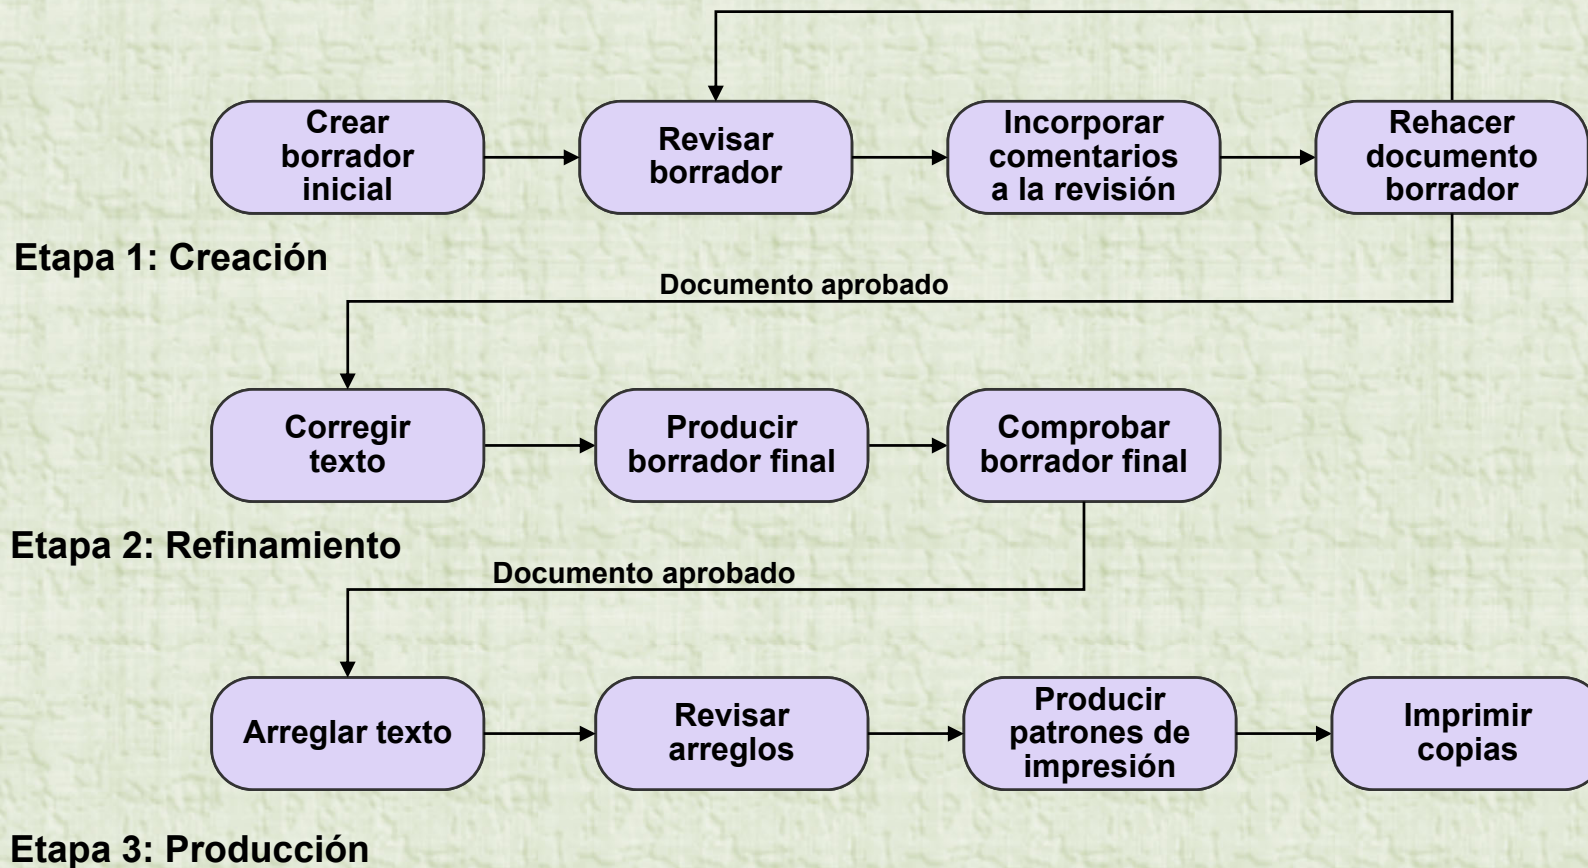 Crear
borrador
inicial
Revisar
borrador
Incorporar
comentarios
a la revisión
Rehacer
documento
borrador
Etapa 1: Creación
Documento aprobado
Corregir
texto
Producir
borrador final
Comprobar
borrador final
Etapa 2: Refinamiento
Documento aprobado
Arreglar texto
Revisar
arreglos
Producir
patrones de
impresión
Imprimir
copias
Etapa 3: Producción